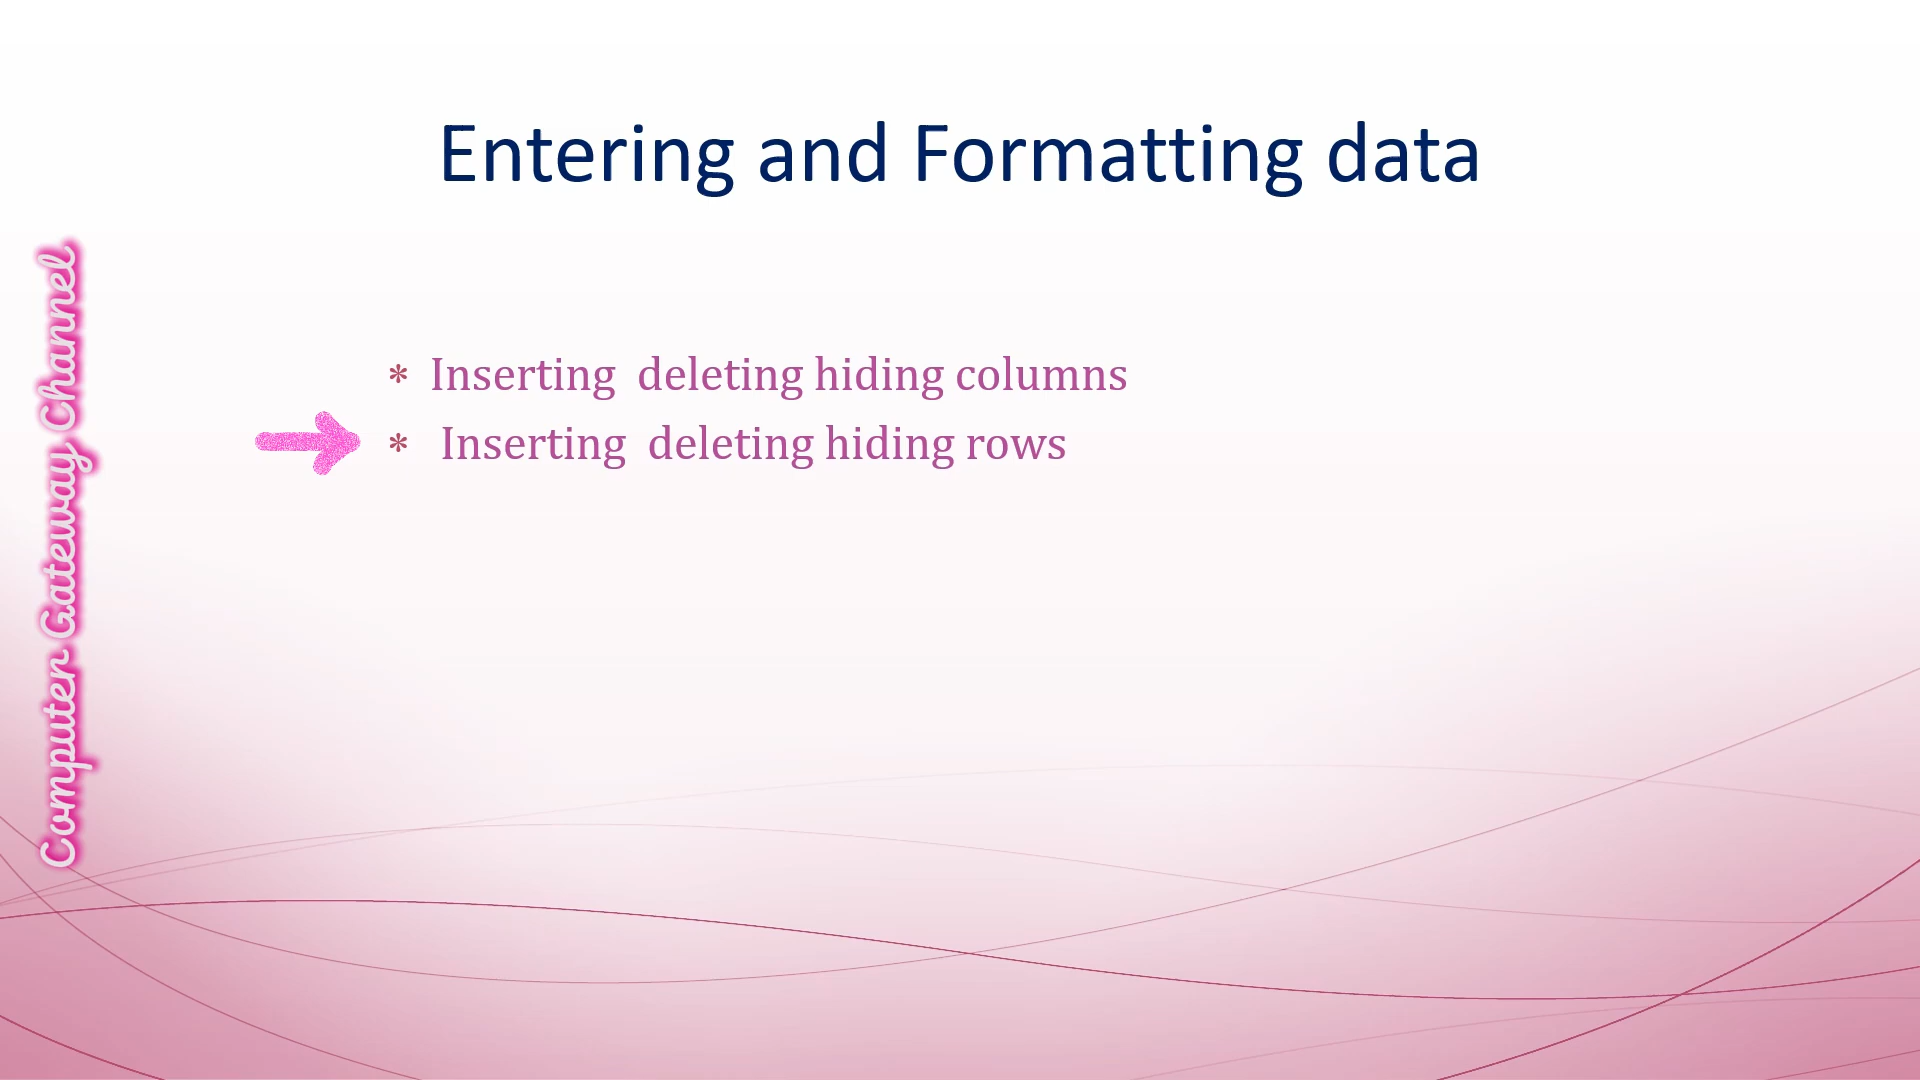 Entering and Formatting data
* Inserting  deleting hiding columns
*  Inserting  deleting hiding rows
Computer Gateway Channel